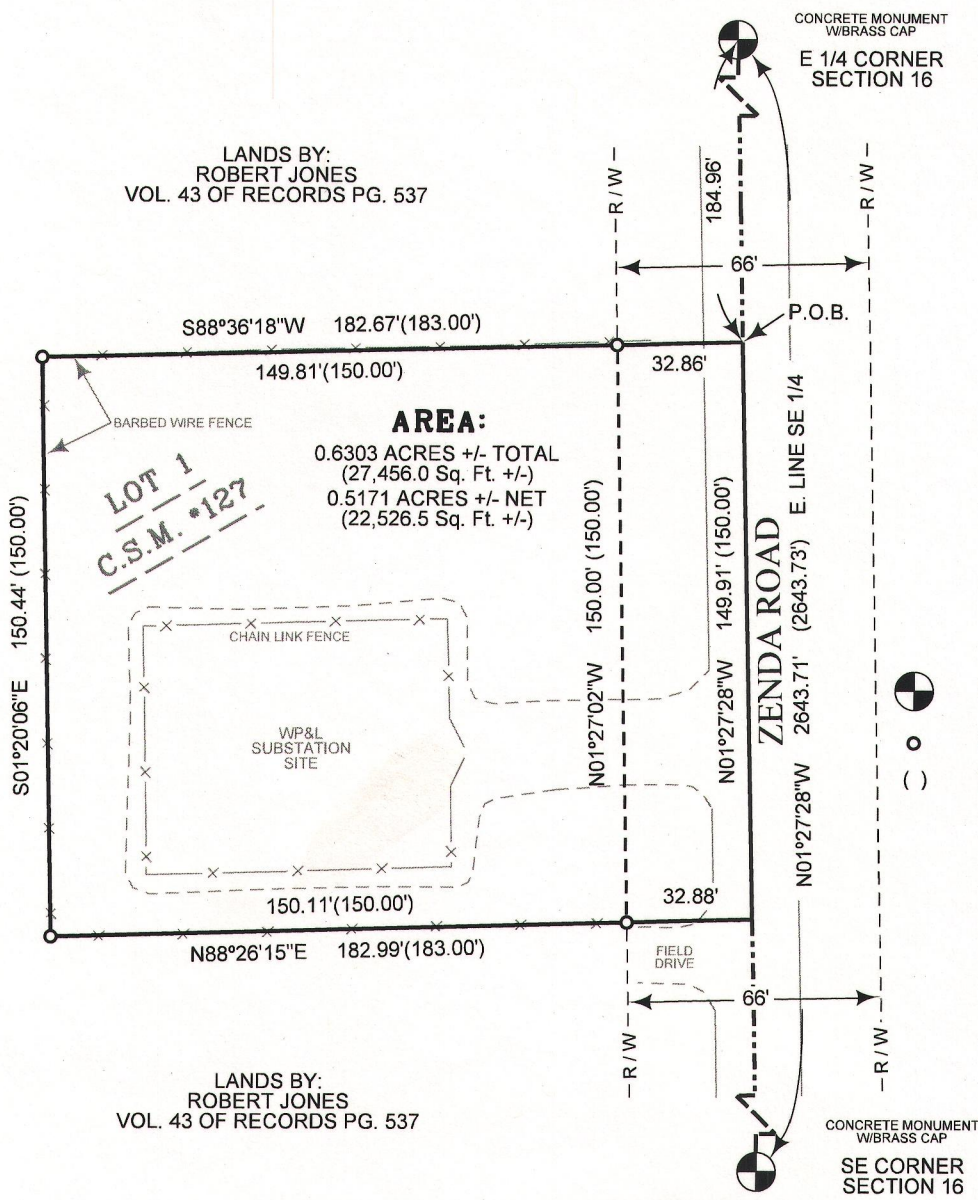 CONCRETE MONUMENT
W/BRASS CAP
E 1/4 CORNER
SECTION 16
LANDS BY:
ROBERT JONES
VOL. 43 OF RECORDS PG. 537
R / W
184.96'
R / W
66'
P.O.B.
S88°36'18"W 182.67'(183.00')
149.81'(150.00')
32.86'
BARBED WIRE FENCE
AREA:
0.6303 ACRES +/- TOTAL
(27,456.0 Sq. Ft. +/-)
0.5171 ACRES +/- NET
(22,526.5 Sq. Ft. +/-)
LOT 1
C.S.M. #127
S01°20'06"E 150.44' (150.00')
N01°27'02"W 150.00' (150.00')
N01°27'28"W 149.91' (150.00')
ZENDA ROAD
N01°27'28"W 2643.71' (2643.73') E. LINE SE 1/4
CHAIN LINK FENCE
WP&L
SUBSTATION
SITE
( )
150.11'(150.00')
32.88'
N88°26'15"E 182.99'(183.00')
FIELD
DRIVE
66'
R / W
R / W
LANDS BY:
ROBERT JONES
VOL. 43 OF RECORDS PG. 537
CONCRETE MONUMENT
W/BRASS CAP
SE CORNER
SECTION 16